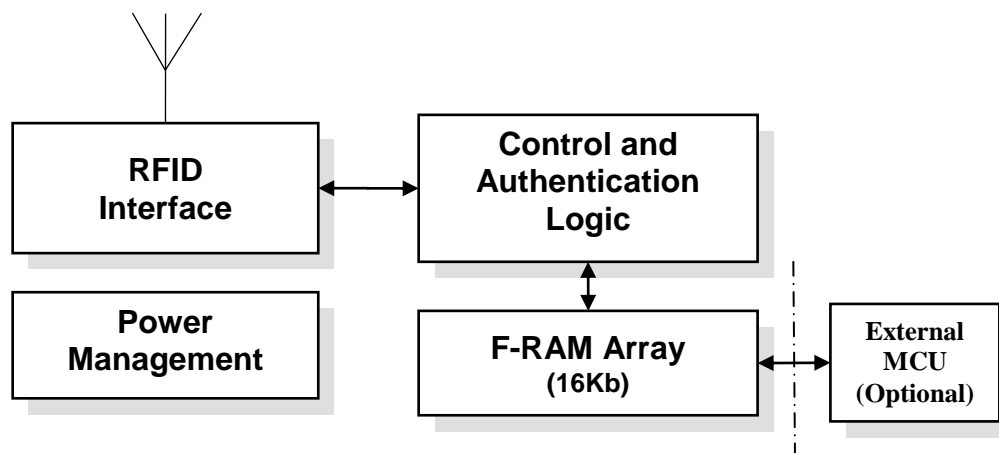 RFID
Interface
Control and
Authentication
Logic
Power
Management
F-RAM Array
(16Kb)
External
MCU
(Optional)